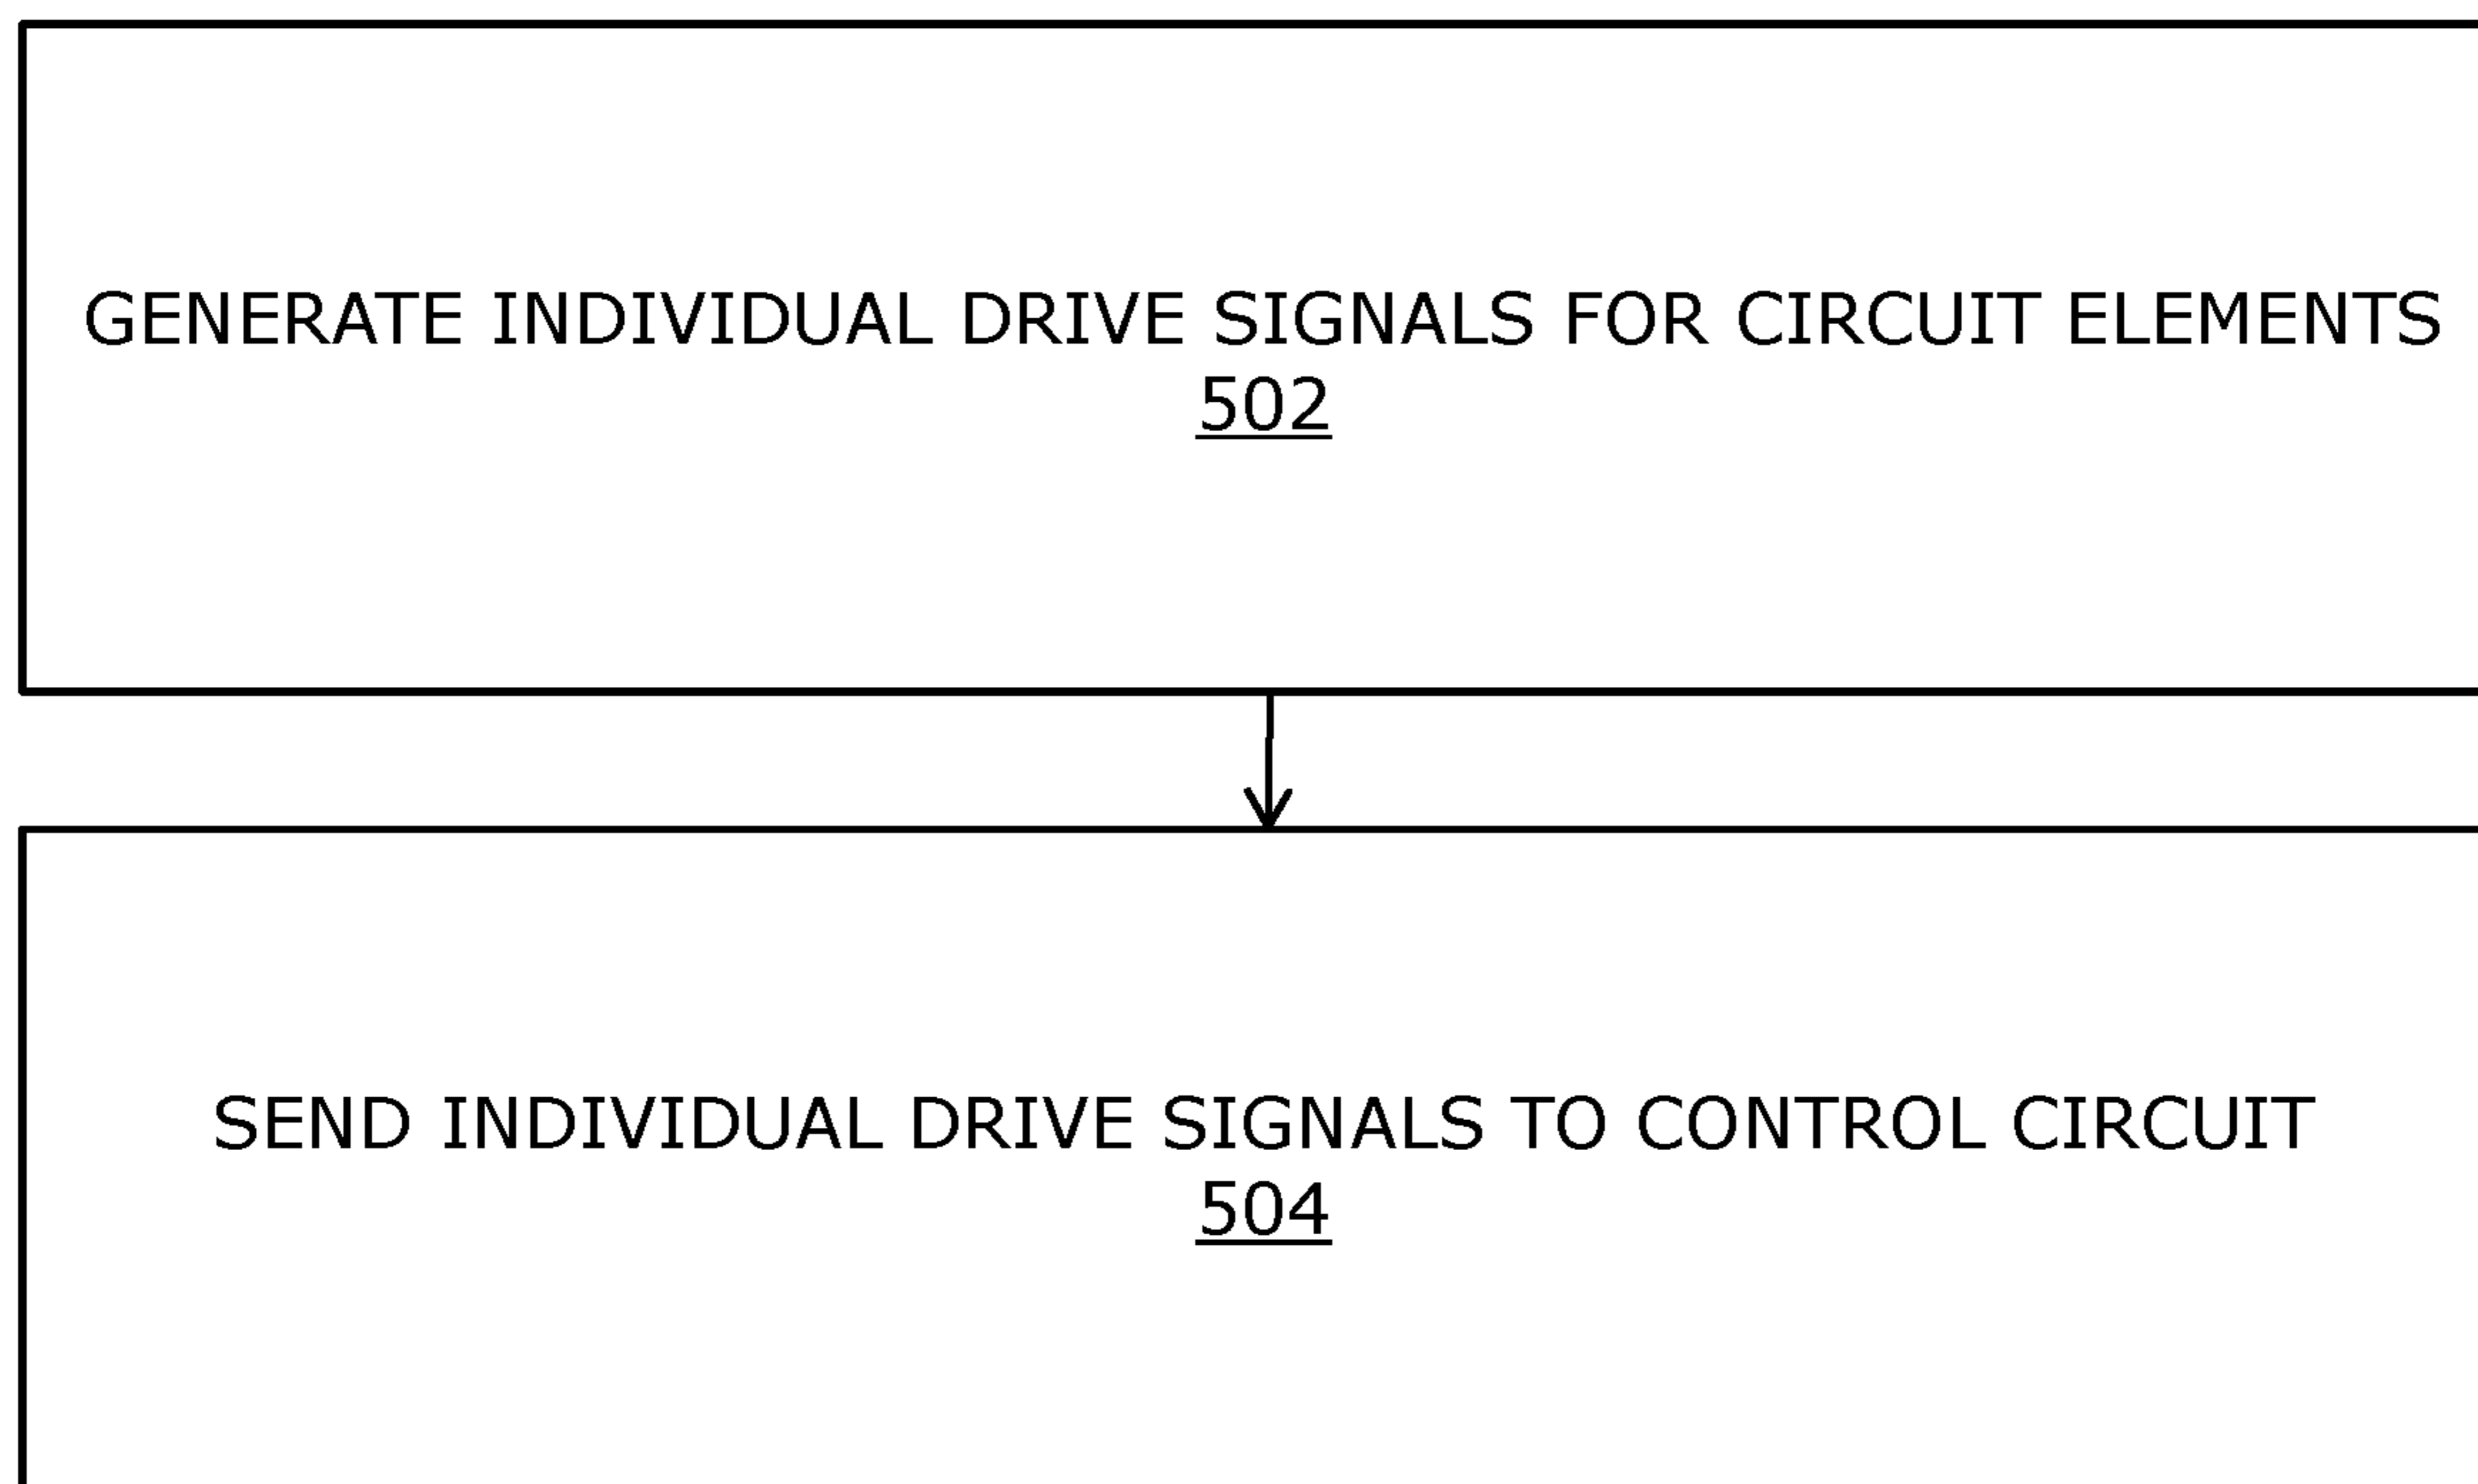 GENERATE INDIVIDUAL DRIVE SIGNALS FOR CIRCUIT ELEMENTS
502
SEND INDIVIDUAL DRIVE SIGNALS TO CONTROL CIRCUIT
504